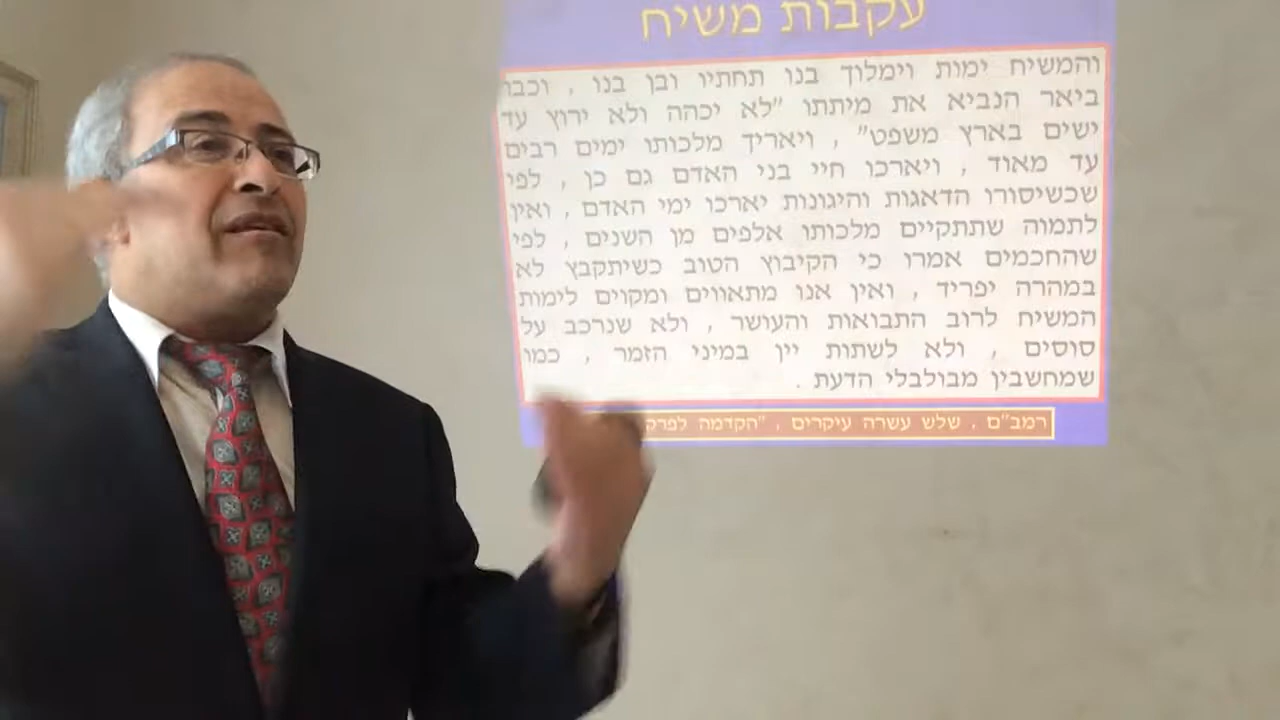 עקבות משיח
והמשיח ימות וימלוך בנו תחתיו ובן בנו , וכבר
ביאר הנביא את מיתתו "לא יכהה ולא ירוץ עד
ישים בארץ משפט" , ויאריך מלכותו ימים רבים
עד מאוד , ויארכו חיי בני האדם גם כן , לפי
שכשיסורו הדאגות והיגונות יארכו ימי האדם , ואין
לתמוה שתתקיים מלכותו אלפים מן השנים , לפי
שהחכמים אמרו כי הקיבוץ הטוב כשיתקבץ לא
במהרה יפריד , ואין אנו מתאווים ומקוים לימות
המשיח לרוב התבואות והעושר , ולא שנרכב על
סוסים , ולא לשתות יין במיני הזמר , כמו
שמחשבין מבולבלי הדעת .
רמב"ם , שלש עשרה עיקרים , "הקדמה לפרק